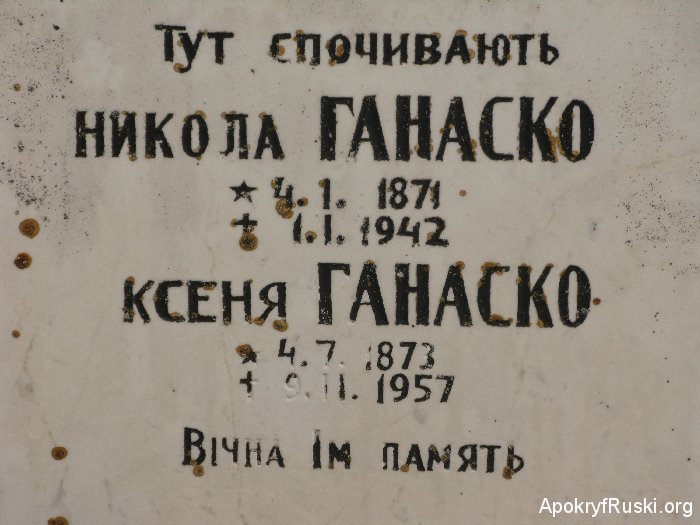 Тут спочивають
Никола ГАНАСКО
★ 4.1. 1871
✝ 1.1.1942
Ксеня ГАНАСКО
★ 4.7. 1873
✝ 9.11.1957
Вічна Їм память
ApokryfRuski.org